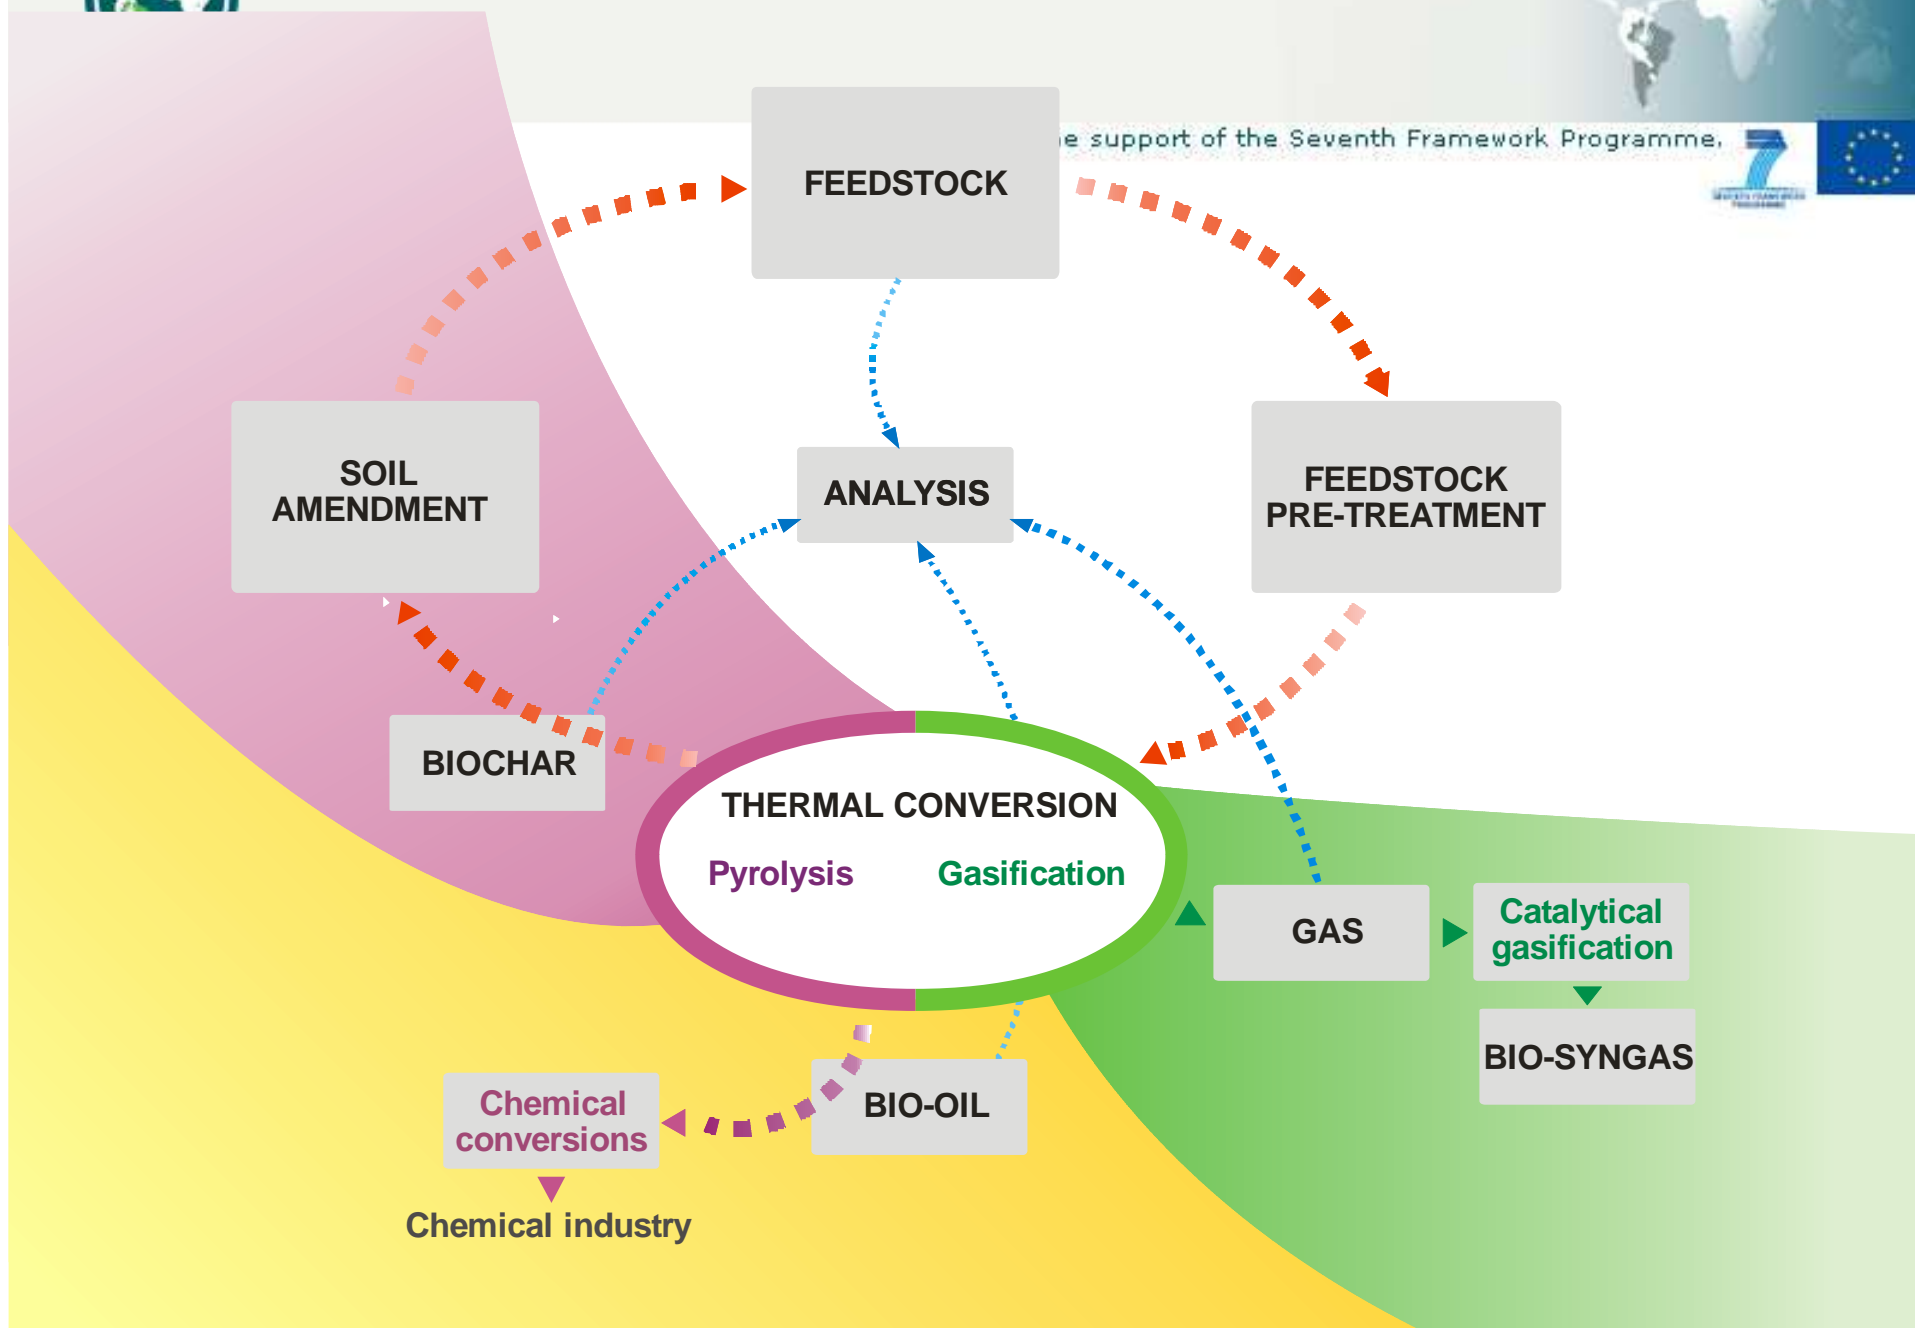 e support of the Seventh Framework Programme.
FEEDSTOCK
SOIL
AMENDMENT
ANALYSIS
FEEDSTOCK
PRE-TREATMENT
BIOCHAR
THERMAL CONVERSION
Pyrolysis
Gasification
GAS
Catalytical
gasification
BIO-SYNGAS
BIO-OIL
Chemical
conversions
Chemical industry